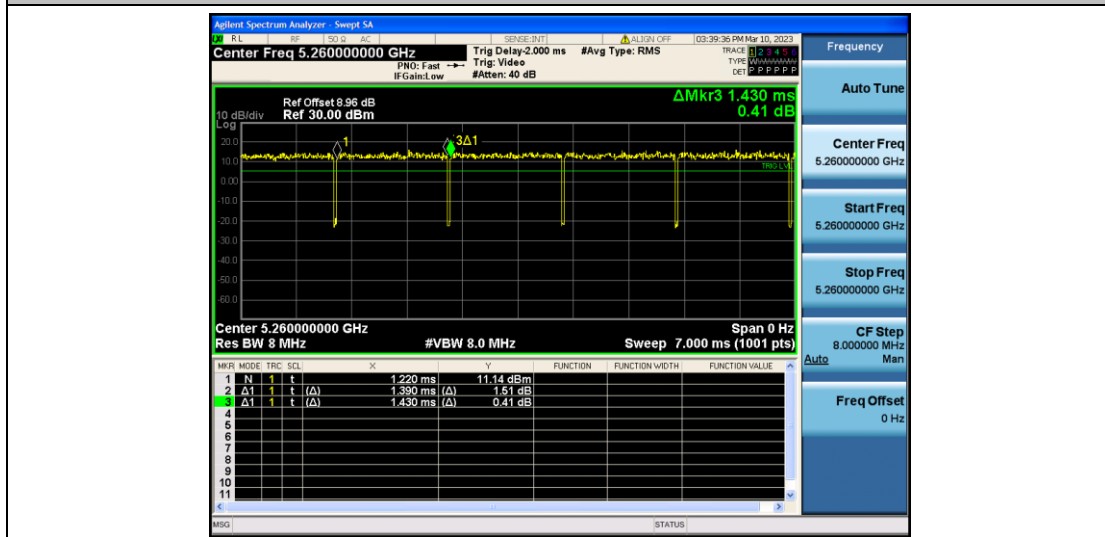 Agilent Spectrum Analyzer - Swept SA
RL RF 50 Ω AC SENSE:INT ALIGN OFF 03:39:36 PM Mar 10, 2023
Center Freq 5.260000000 GHz
PNO: Fast
IFGain:Low
Trig Delay-2.000 ms
Trig: Video
#Atten: 40 dB
#Avg Type: RMS
TRACE 1 2 3 4 5 6
TYPE
DET P P P P P P
ΔMkr3 1.430 ms
0.41 dB
Ref Offset 8.96 dB
10 dB/div Ref 30.00 dBm
Log
20.0
10.0
0.00
-10.0
-20.0
-30.0
-40.0
-50.0
-60.0
1
3Δ1
TRIG LVL
Center 5.260000000 GHz Span 0 Hz
Res BW 8 MHz #VBW 8.0 MHz Sweep 7.000 ms (1001 pts)
MKR MODE TRC SCL X Y FUNCTION FUNCTION WIDTH FUNCTION VALUE
1 N 1 t 1.220 ms 11.14 dBm
2 Δ1 1 t (Δ) 1.390 ms (Δ) 1.51 dB
3 Δ1 1 t (Δ) 1.430 ms (Δ) 0.41 dB
4
5
6
7
8
9
10
11
MSG STATUS
Frequency
Auto Tune
Center Freq
5.260000000 GHz
Start Freq
5.260000000 GHz
Stop Freq
5.260000000 GHz
CF Step
8.000000 MHz
Auto Man
Freq Offset
0 Hz